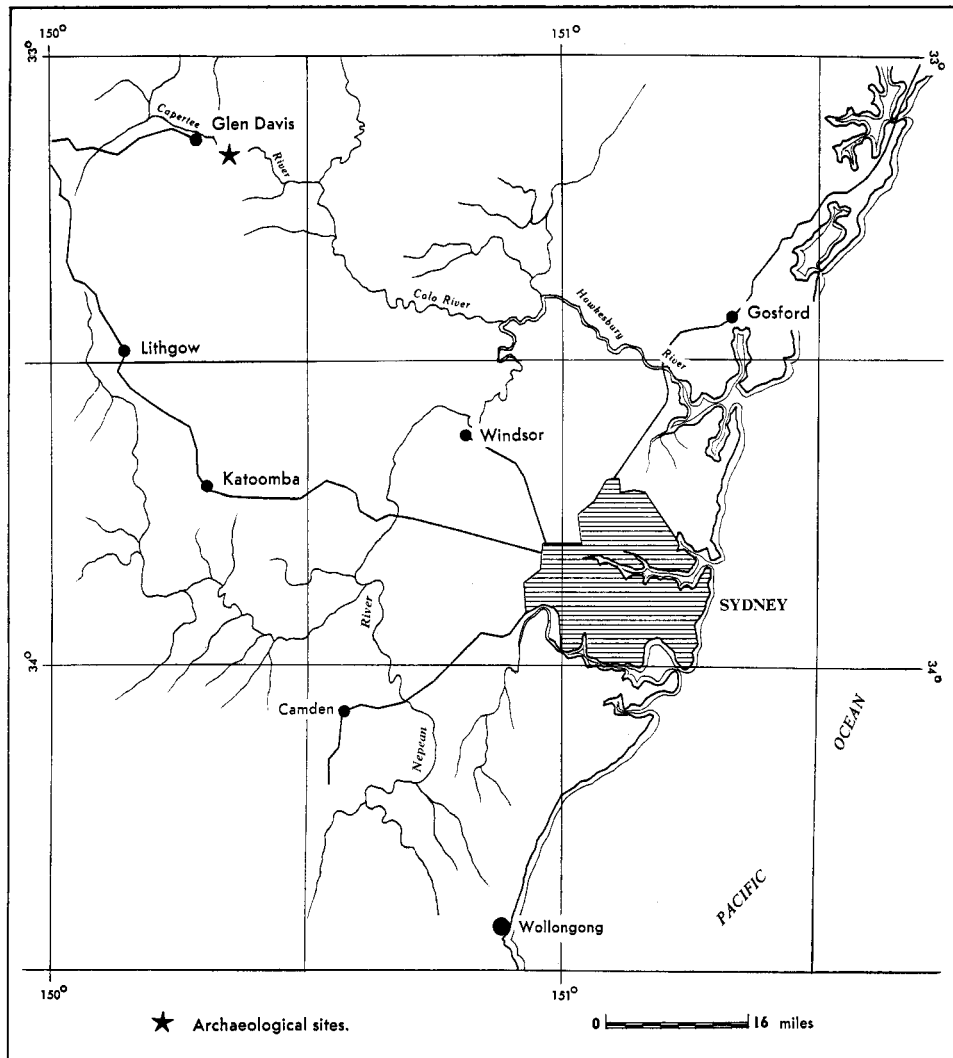 150°
151°
33°
33°
Capertee
Glen Davis
River
Colo River
Hawkesbury
River
Gosford
Lithgow
Windsor
Katoomba
SYDNEY
River
34°
34°
Camden
Nepean
OCEAN
PACIFIC
Wollongong
150°
151°
★ Archaeological sites.
0 16 miles